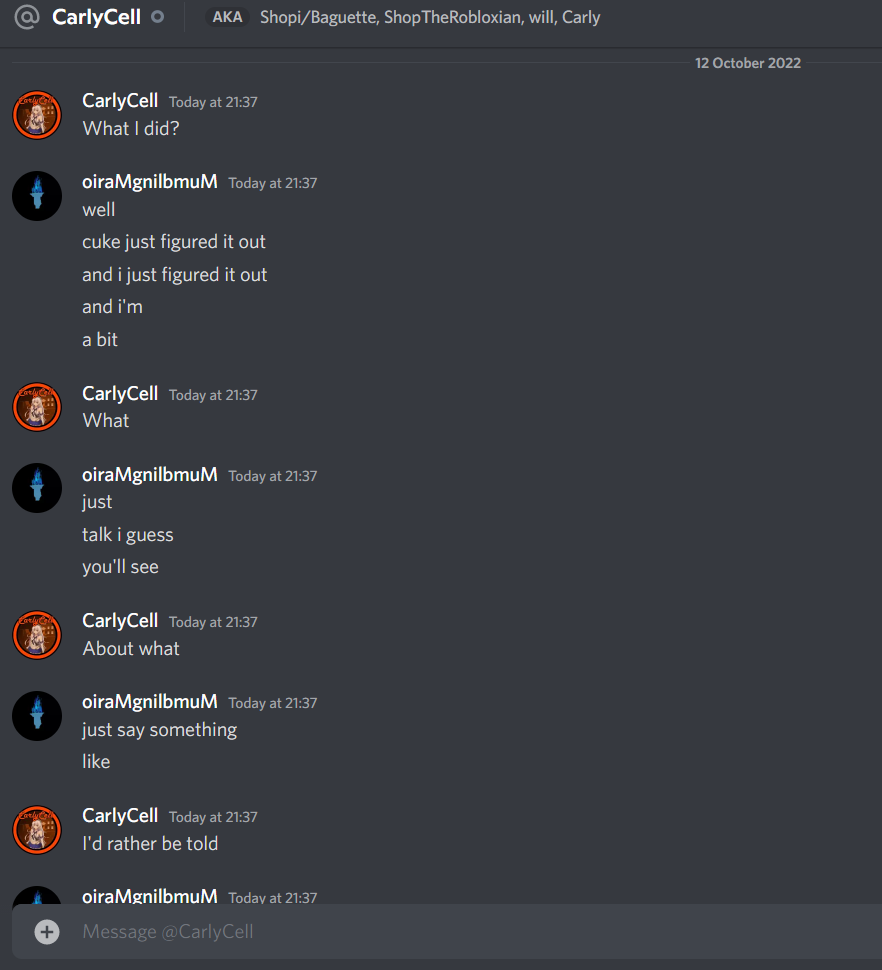 @ CarlyCell AKA Shopi/Baguette, ShopTheRobloxian, will, Carly
12 October 2022
CarlyCell Today at 21:37
What I did?
oiraMgnilbmuM Today at 21:37
well
cuke just figured it out
and i just figured it out
and i'm
a bit
CarlyCell Today at 21:37
What
oiraMgnilbmuM Today at 21:37
just
talk i guess
you'll see
CarlyCell Today at 21:37
About what
oiraMgnilbmuM Today at 21:37
just say something
like
CarlyCell Today at 21:37
I'd rather be told
oiraMgnilbmuM Today at 21:37
Message @CarlyCell